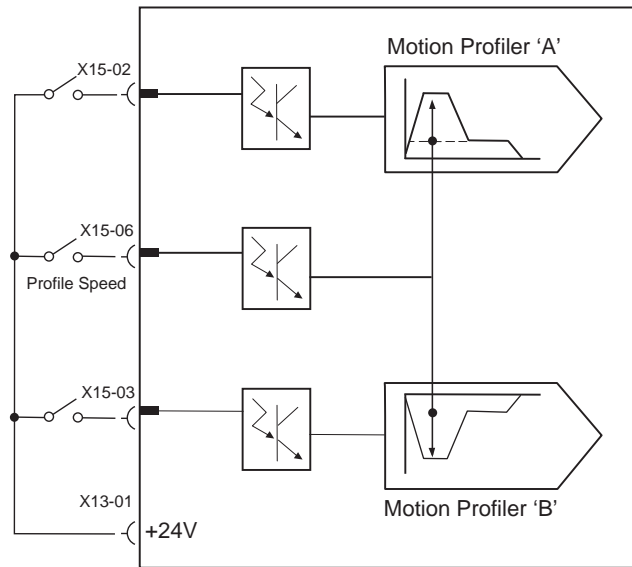 Motion Profiler ‘A’
X15-02
X15-06
Profile Speed
X15-03
X13-01
+24V
Motion Profiler ‘B’